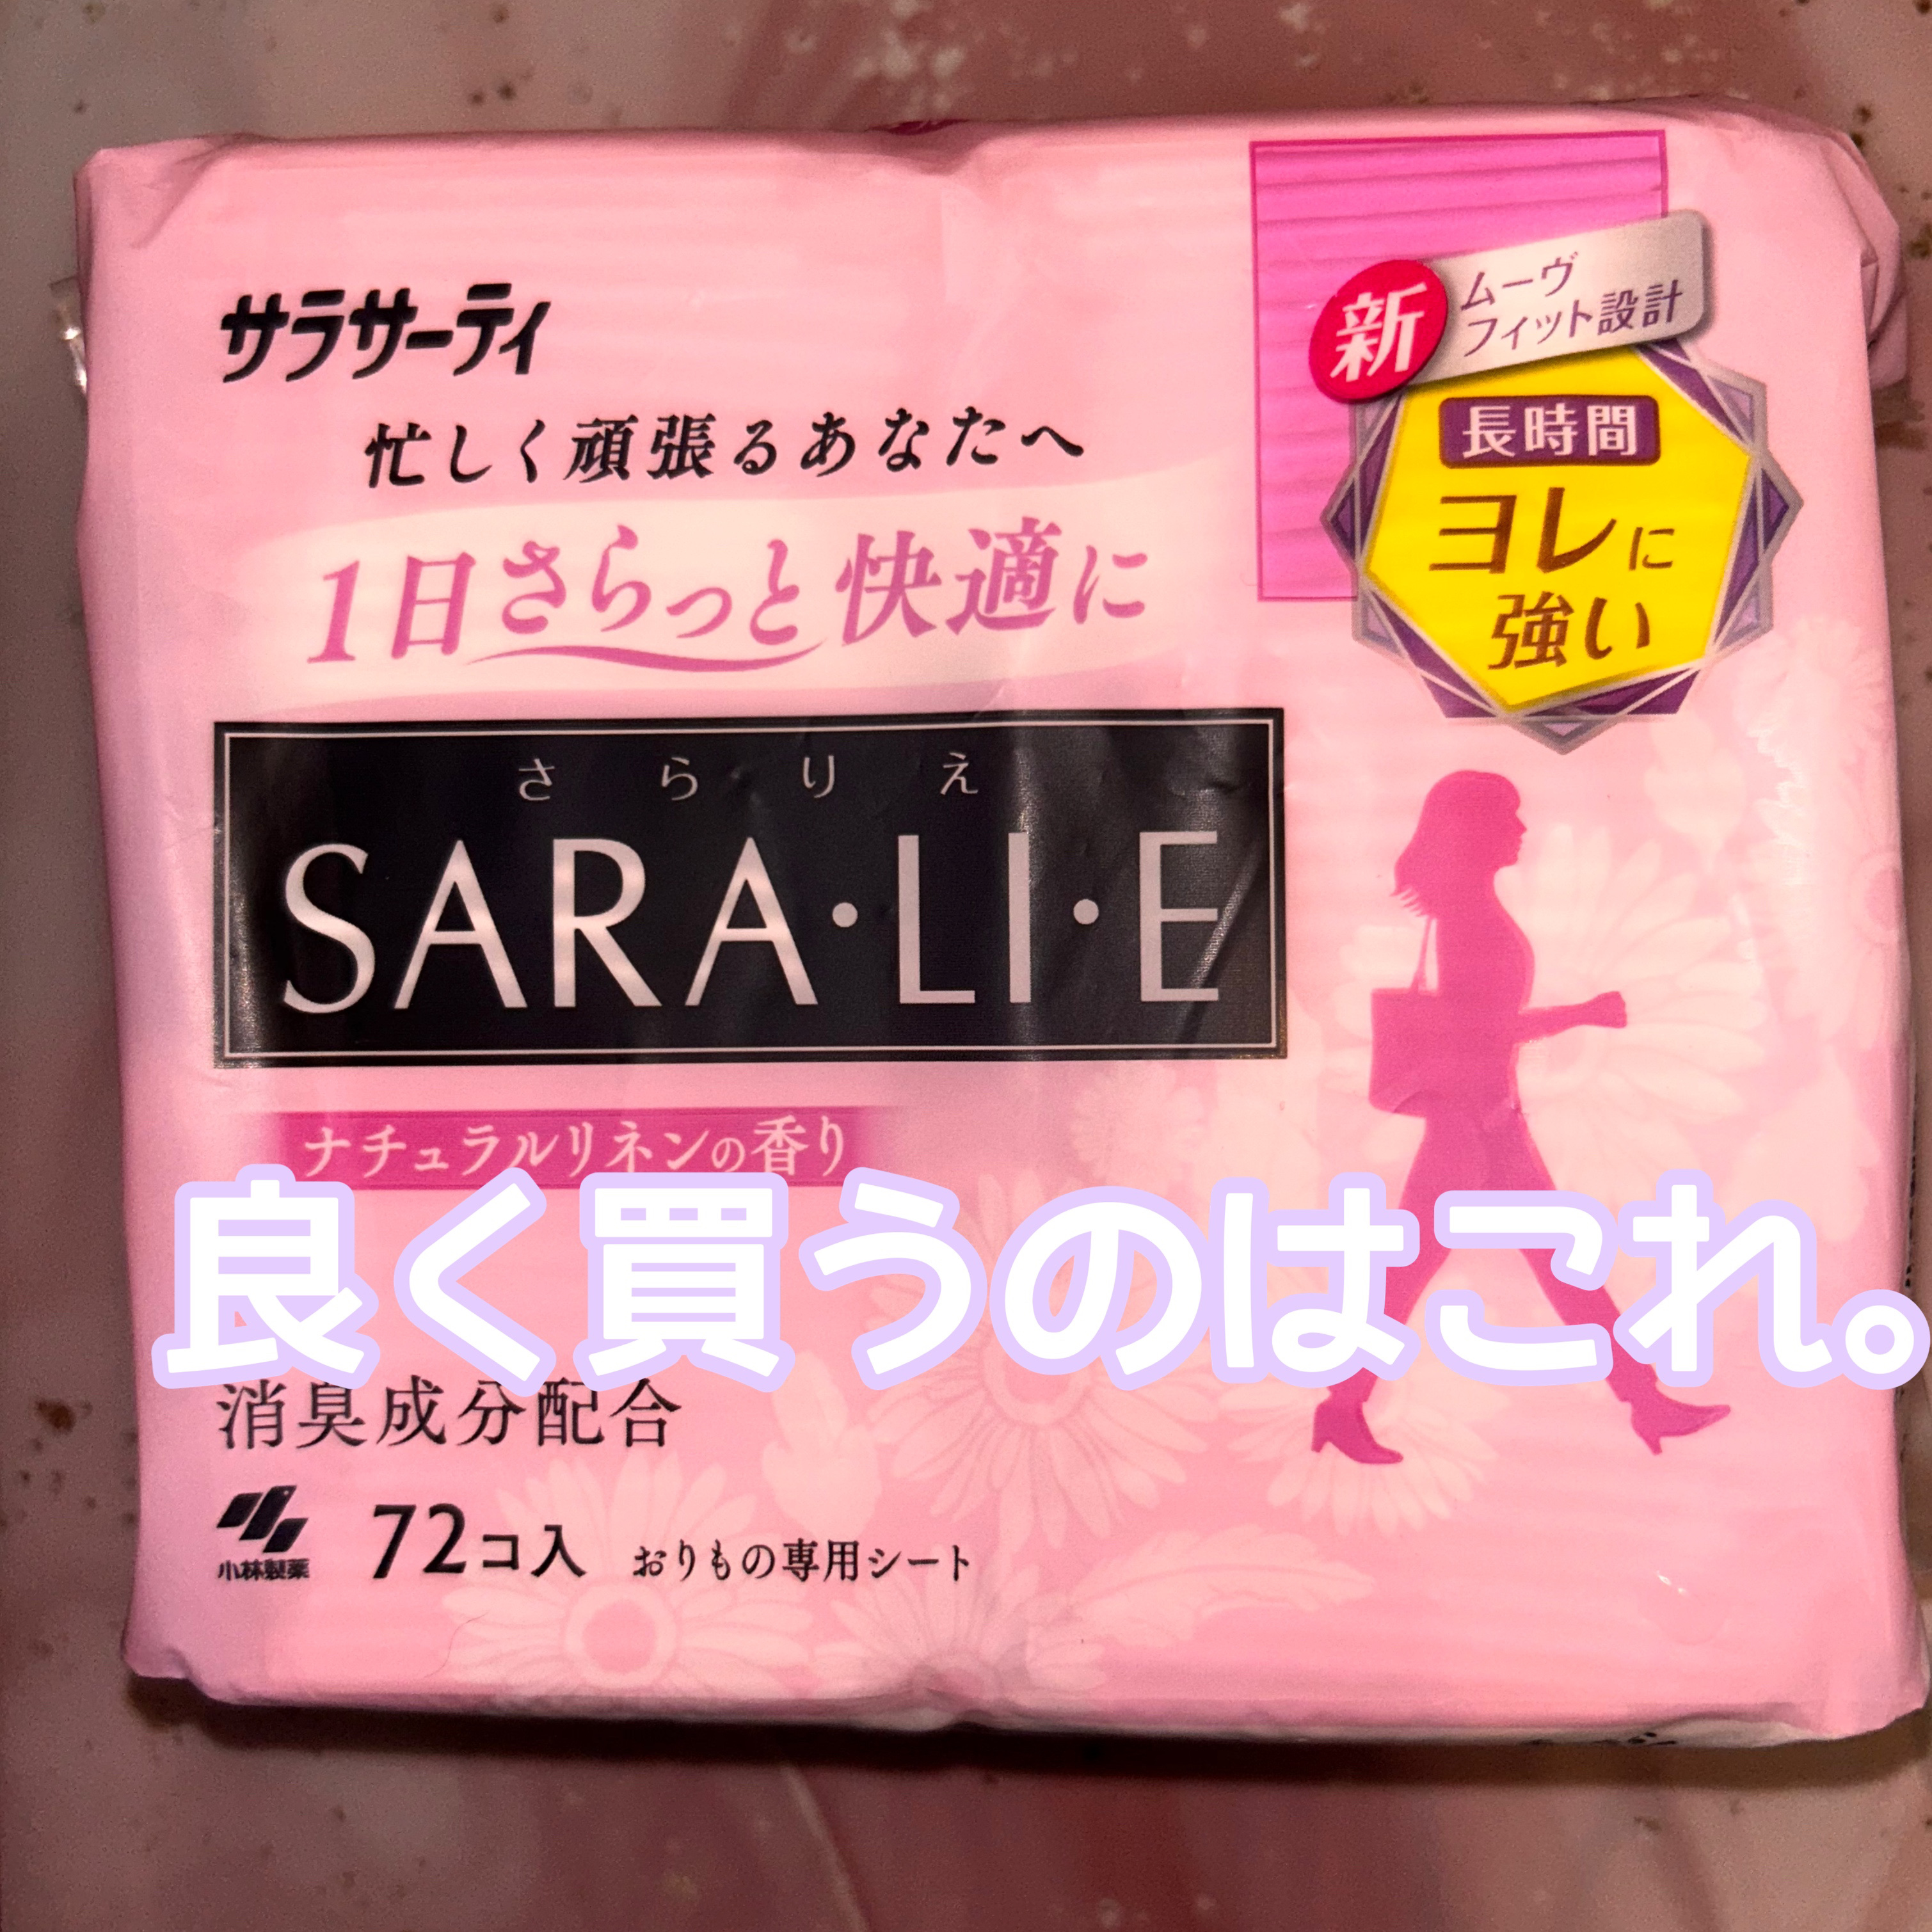 サラサーティ
忙しく頑張るあなたへ
1日さらっと快適に
新
ムーヴ
フィット設計
長時間
ヨレに
強い
さらりえ
SARA・LI・E
ナチュラルリネンの香り
良く買うのはこれ。
消臭成分配合
小林製薬
72コ入 おりもの専用シート